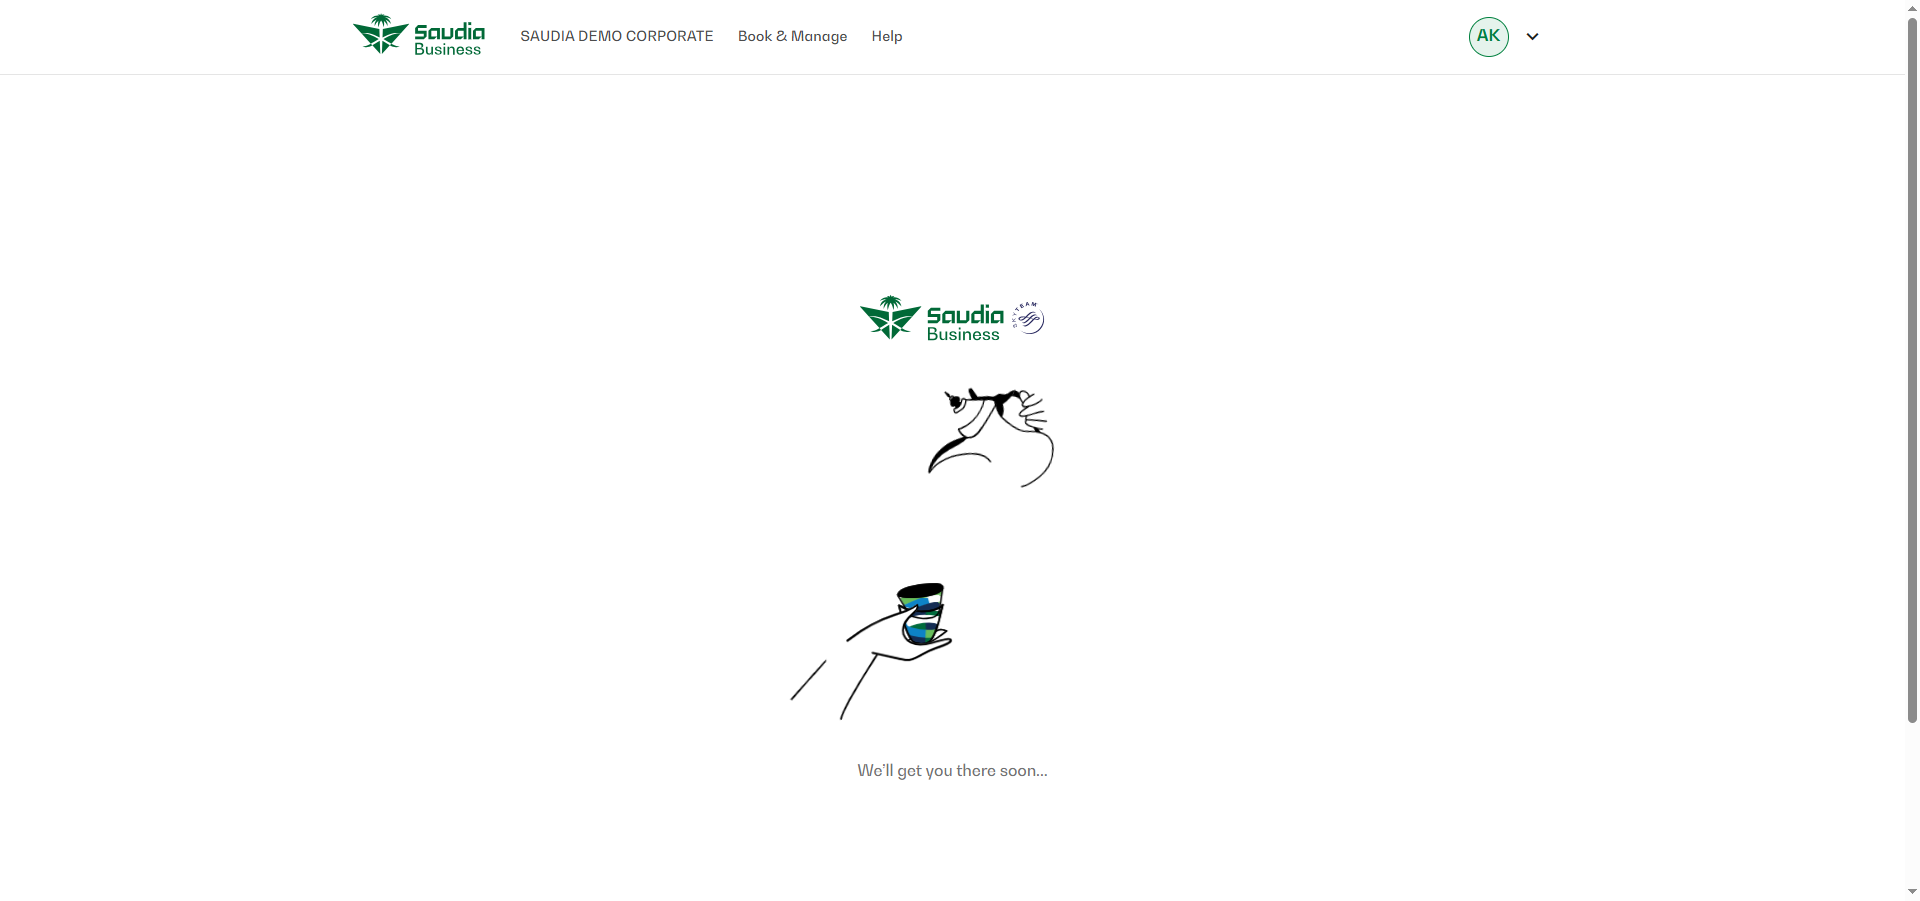 Saudia
Business
SAUDIA DEMO CORPORATE
Book & Manage
Help
AK
Saudia
Business
SKYTEAM
We'll get you there soon...